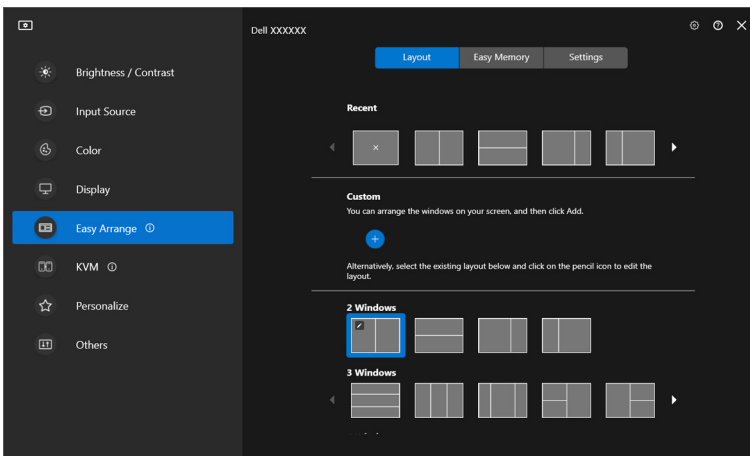 Dell XXXXXX
Brightness / Contrast
Input Source
Color
Display
Easy Arrange
KVM
Personalize
Others
Layout
Easy Memory
Settings
Recent
Custom
You can arrange the windows on your screen, and then click Add.
Alternatively, select the existing layout below and click on the pencil icon to edit the
layout.
2 Windows
3 Windows